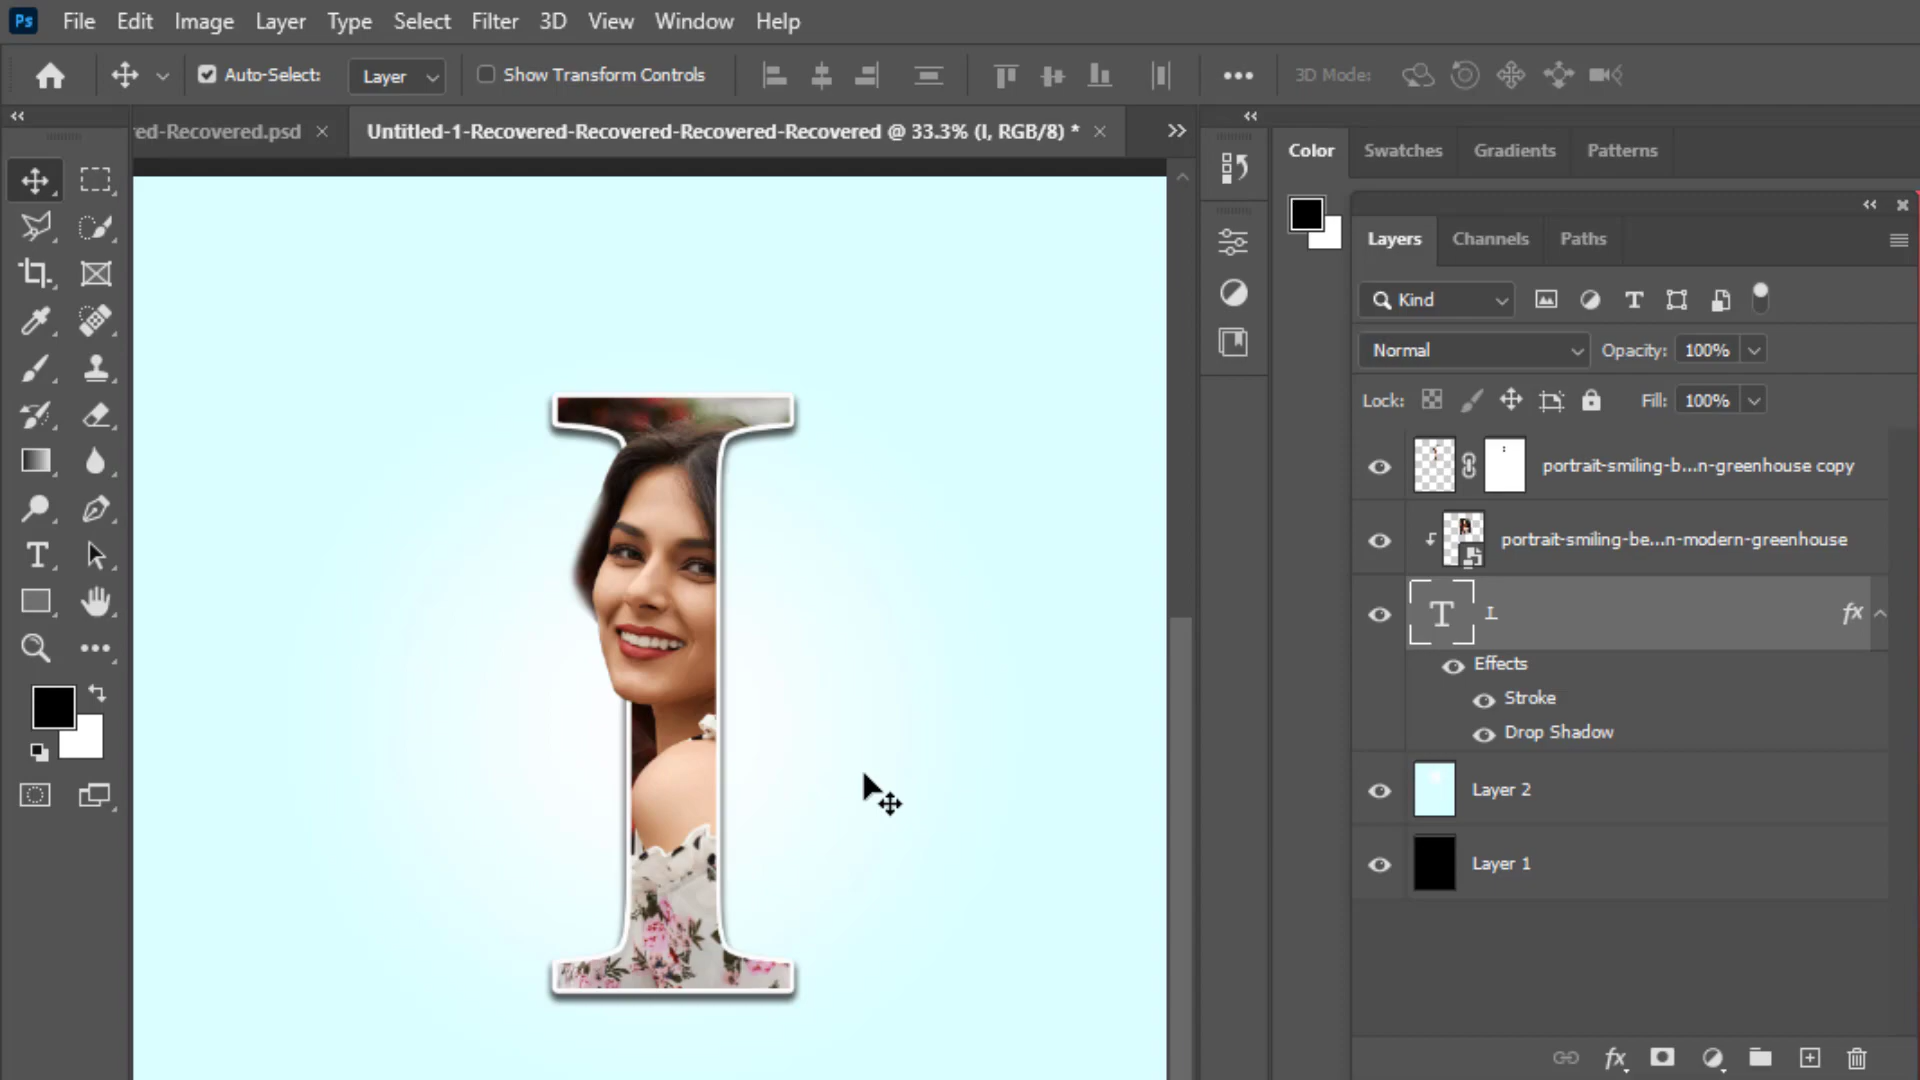 Ps File Edit Image Layer Type Select Filter 3D View Window Help
Auto-Select: Layer Show Transform Controls 3D Mode:
ed-Recovered.psd Untitled-1-Recovered-Recovered-Recovered-Recovered @ 33.3% (I, RGB/8) *
Color Swatches Gradients Patterns
Layers Channels Paths
Kind
Normal Opacity: 100%
Lock: Fill: 100%
portrait-smiling-b...n-greenhouse copy
portrait-smiling-be...n-modern-greenhouse
T I fx
Effects
Stroke
Drop Shadow
Layer 2
Layer 1
fx
I